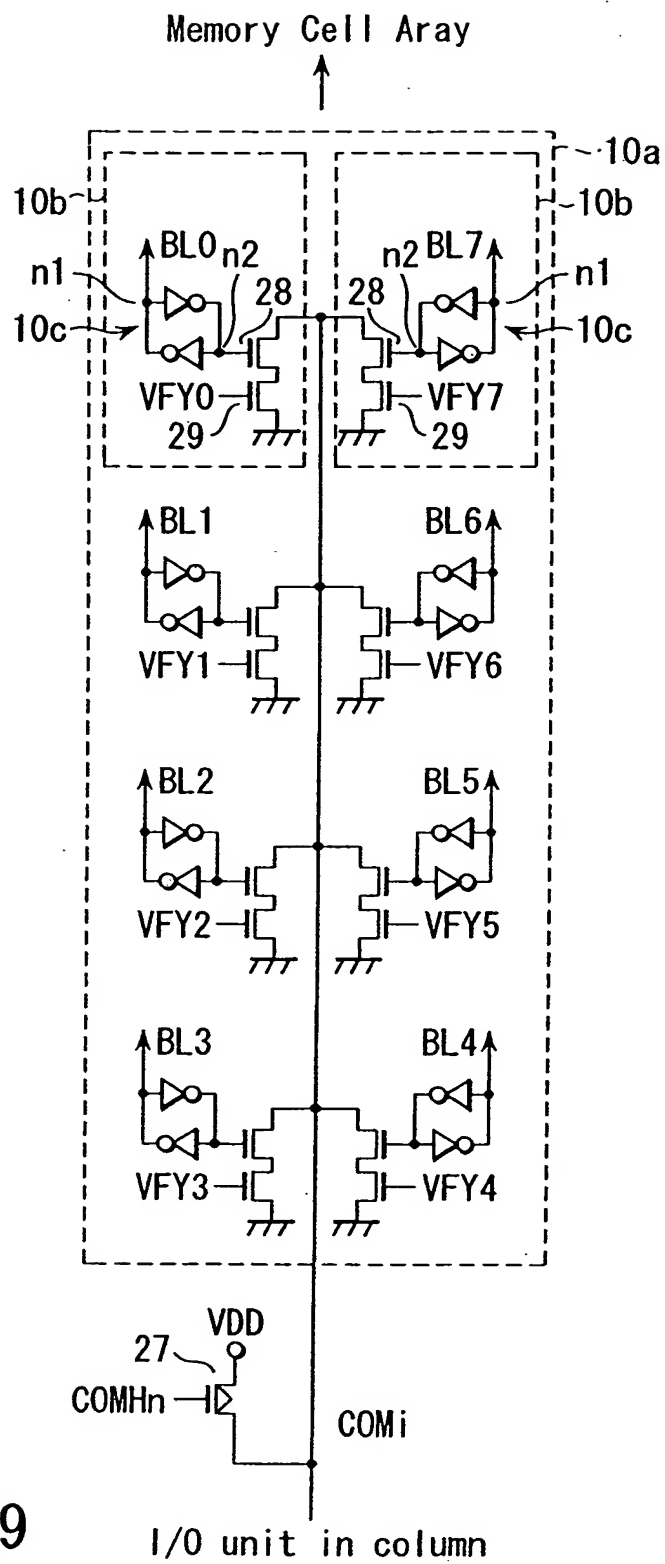 Memory Cell Aray
10a
10b
10b
BL0
n2
n2
BL7
n1
28
28
n1
10c
10c
VFY0
VFY7
29
29
BL1
BL6
VFY1
VFY6
BL2
BL5
VFY2
VFY5
BL3
BL4
VFY3
VFY4
VDD
27
COMHn
COMi
9
I/O unit in column